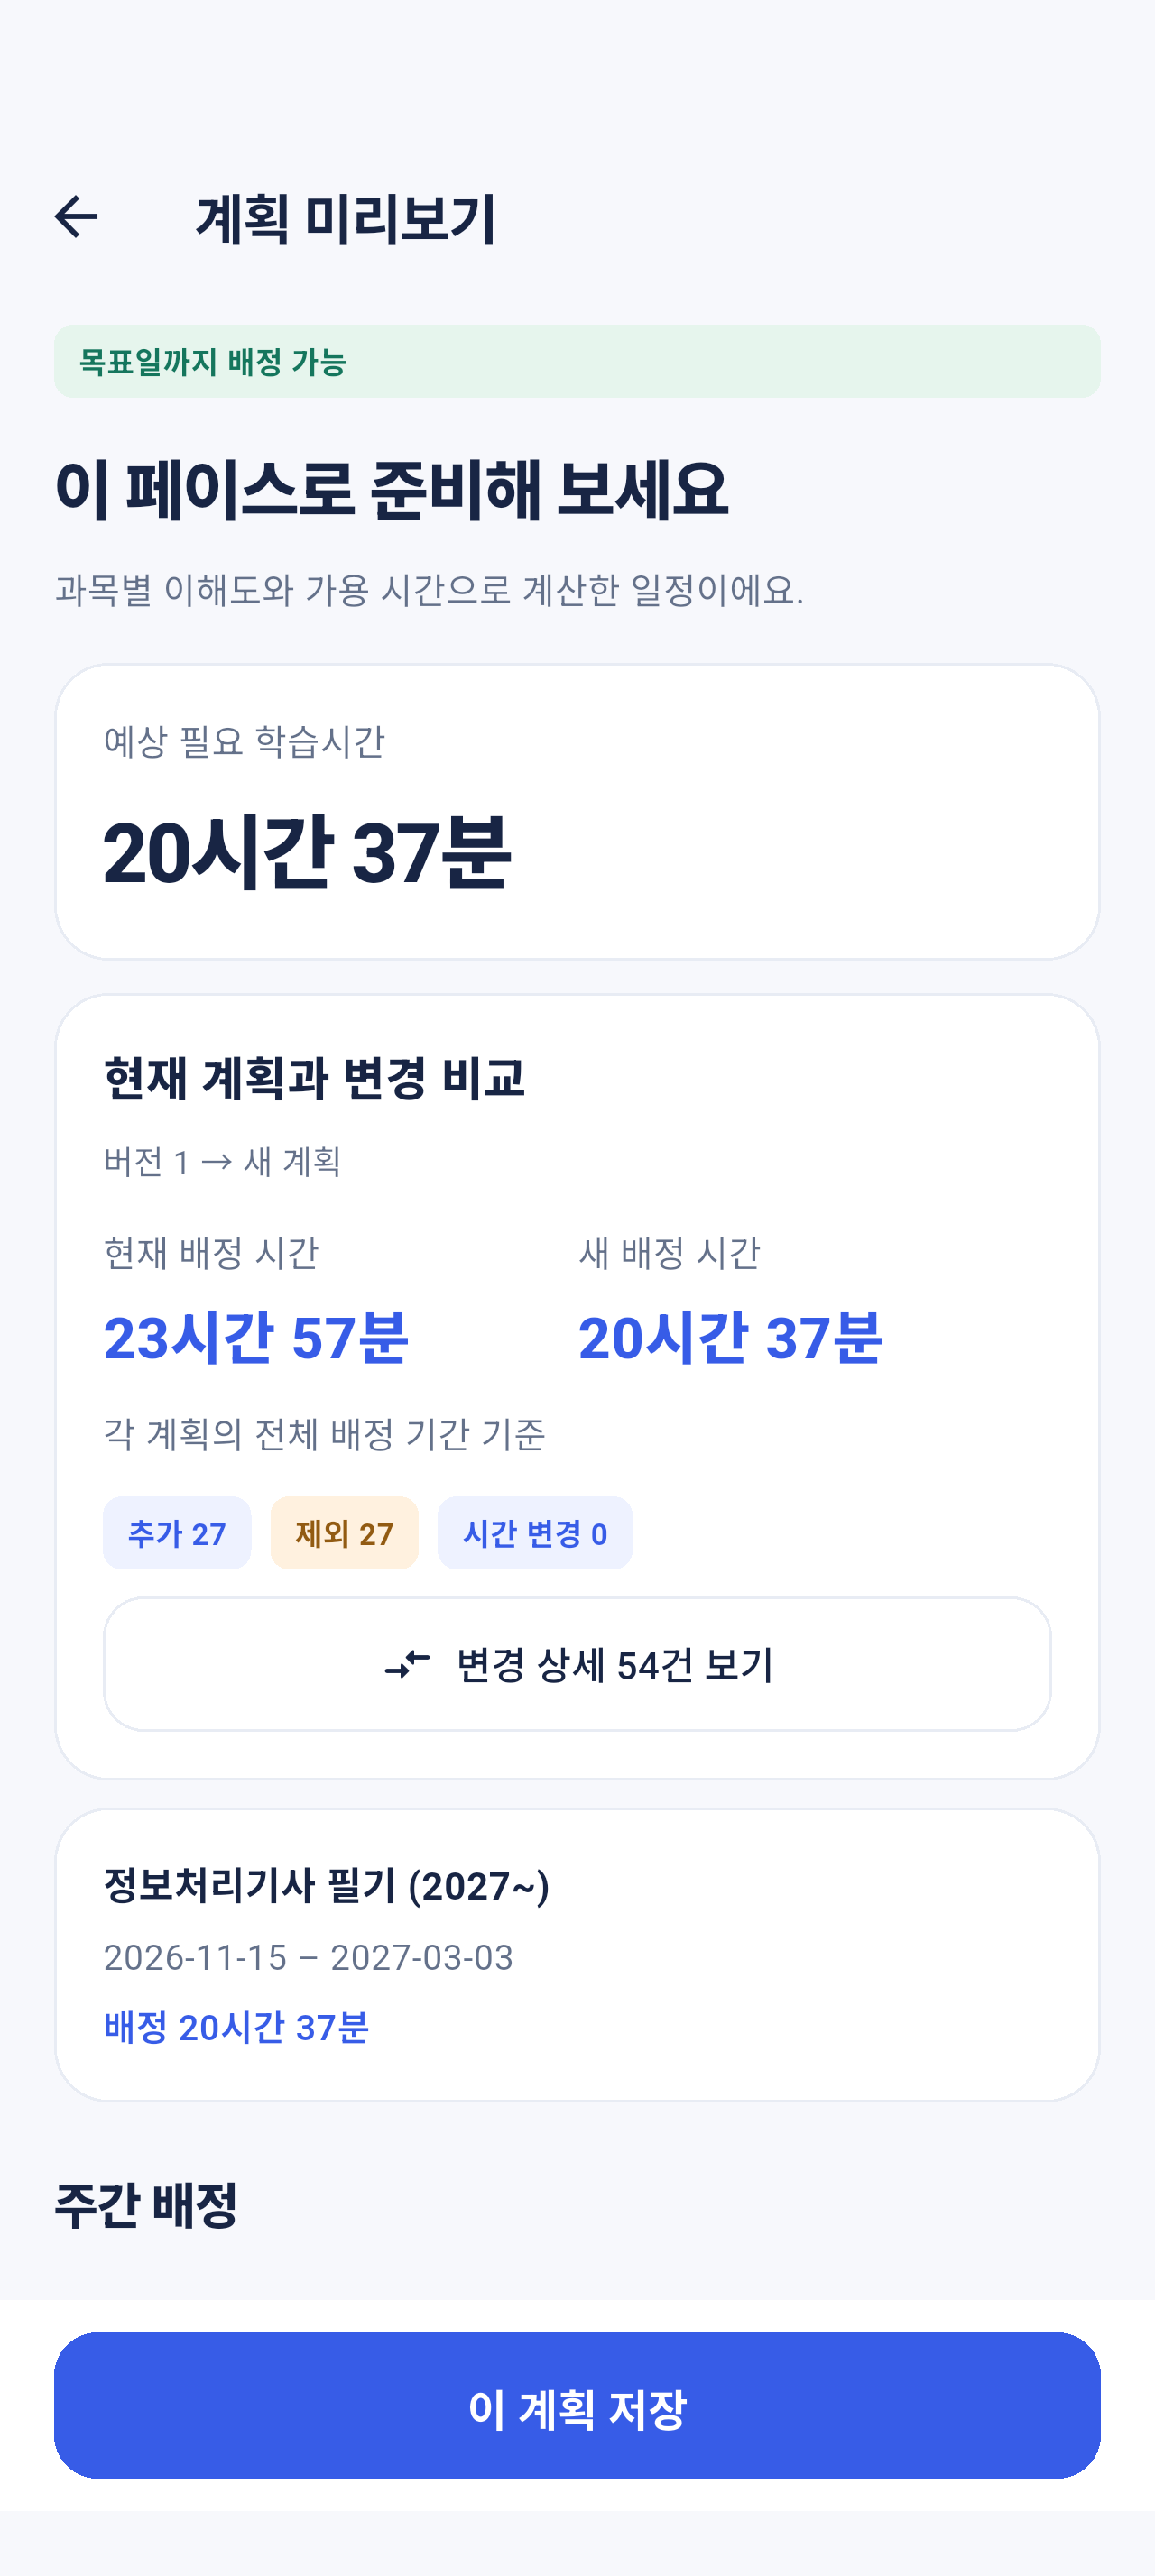 계획 미리보기
목표일까지 배정 가능
이 페이스로 준비해 보세요
과목별 이해도와 가용 시간으로 계산한 일정이에요.
예상 필요 학습시간
20시간 37분
현재 계획과 변경 비교
버전 1 → 새 계획
현재 배정 시간
23시간 57분
새 배정 시간
20시간 37분
각 계획의 전체 배정 기간 기준
추가 27
제외 27
시간 변경 0
변경 상세 54건 보기
정보처리기사 필기 (2027~)
2026-11-15 – 2027-03-03
배정 20시간 37분
주간 배정
이 계획 저장